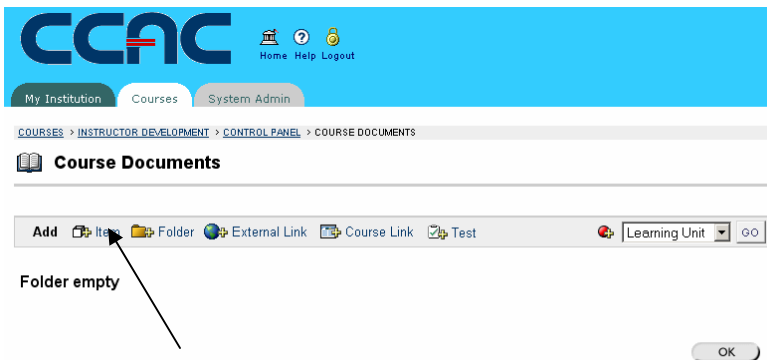 CCAC
Home Help Logout
My Institution Courses System Admin
COURSES > INSTRUCTOR DEVELOPMENT > CONTROL PANEL > COURSE DOCUMENTS
Course Documents
Add Item Folder External Link Course Link Test Learning Unit GO
Folder empty
OK